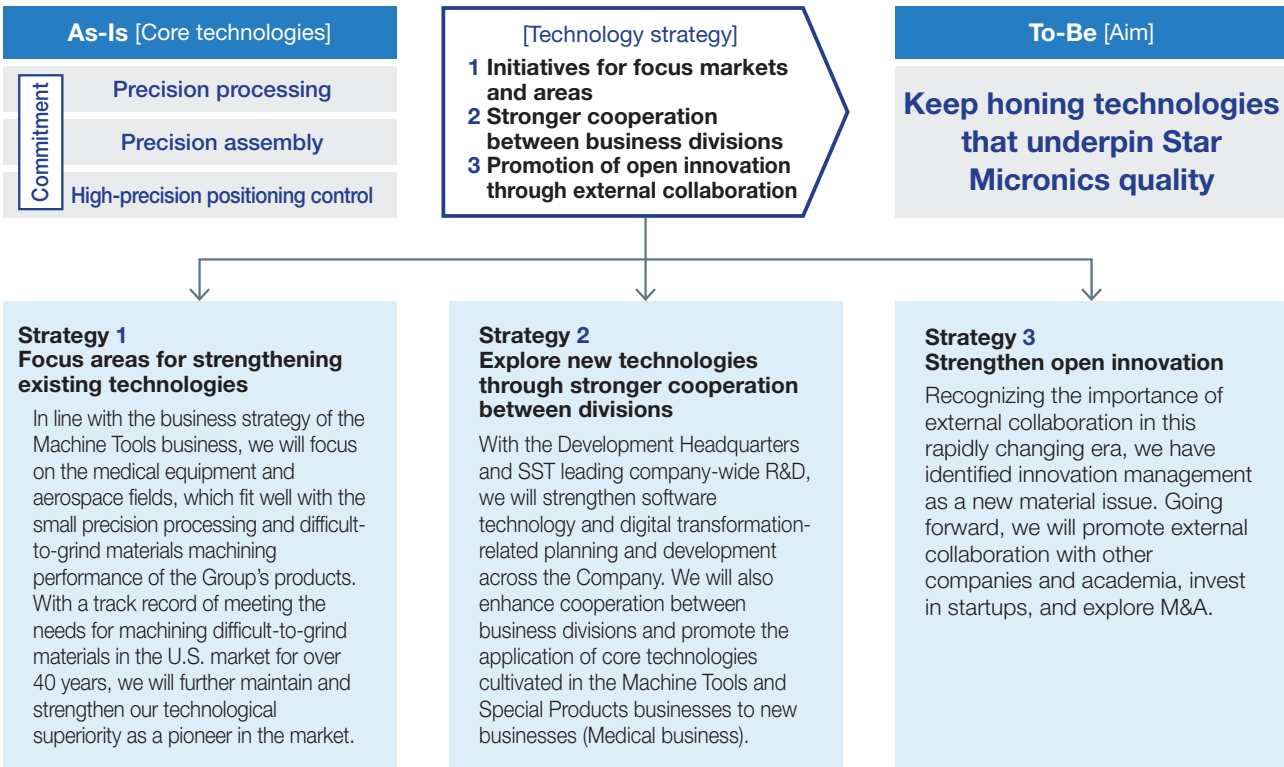 As-Is [Core technologies]
Commitment
Precision processing
Precision assembly
High-precision positioning control
[Technology strategy]
1 Initiatives for focus markets
and areas
2 Stronger cooperation
between business divisions
3 Promotion of open innovation
through external collaboration
To-Be [Aim]
Keep honing technologies
that underpin Star
Micronics quality
Strategy 1
Focus areas for strengthening
existing technologies
In line with the business strategy of the
Machine Tools business, we will focus
on the medical equipment and
aerospace fields, which fit well with the
small precision processing and difficult-
to-grind materials machining
performance of the Group's products.
With a track record of meeting the
needs for machining difficult-to-grind
materials in the U.S. market for over
40 years, we will further maintain and
strengthen our technological
superiority as a pioneer in the market.
Strategy 2
Explore new technologies
through stronger cooperation
between divisions
With the Development Headquarters
and SST leading company-wide R&D,
we will strengthen software
technology and digital transformation-
related planning and development
across the Company. We will also
enhance cooperation between
business divisions and promote the
application of core technologies
cultivated in the Machine Tools and
Special Products businesses to new
businesses (Medical business).
Strategy 3
Strengthen open innovation
Recognizing the importance of
external collaboration in this
rapidly changing era, we have
identified innovation management
as a new material issue. Going
forward, we will promote external
collaboration with other
companies and academia, invest
in startups, and explore M&A.